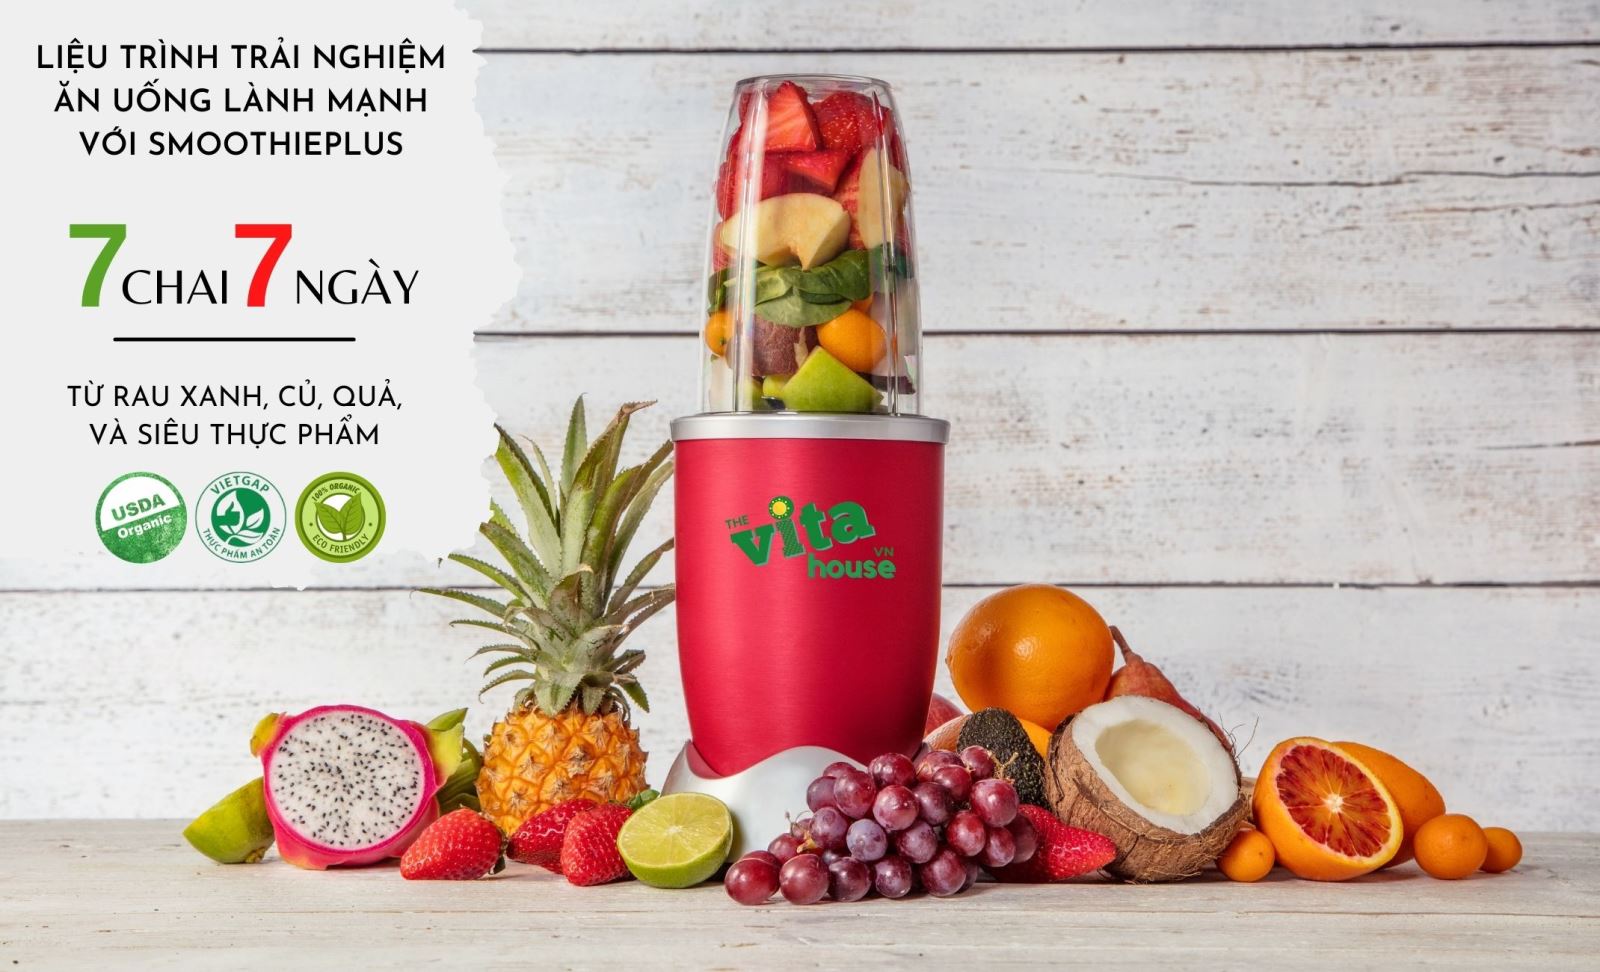 LIỆU TRÌNH TRẢI NGHIỆM
ĂN UỐNG LÀNH MẠNH
VỚI SMOOTHIEPLUS
7 CHAI 7 NGÀY
TỪ RAU XANH, CỦ, QUẢ,
VÀ SIÊU THỰC PHẨM
USDA
Organic
VIETGAP
THỰC PHẨM AN TOÀN
100% ORGANIC
ECO FRIENDLY
THE
vita
VN
house